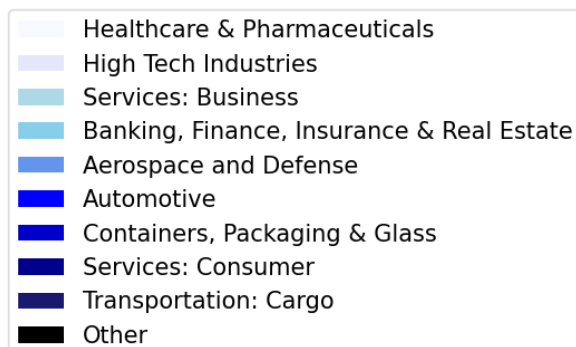 Healthcare & Pharmaceuticals
High Tech Industries
Services: Business
Banking, Finance, Insurance & Real Estate
Aerospace and Defense
Automotive
Containers, Packaging & Glass
Services: Consumer
Transportation: Cargo
Other